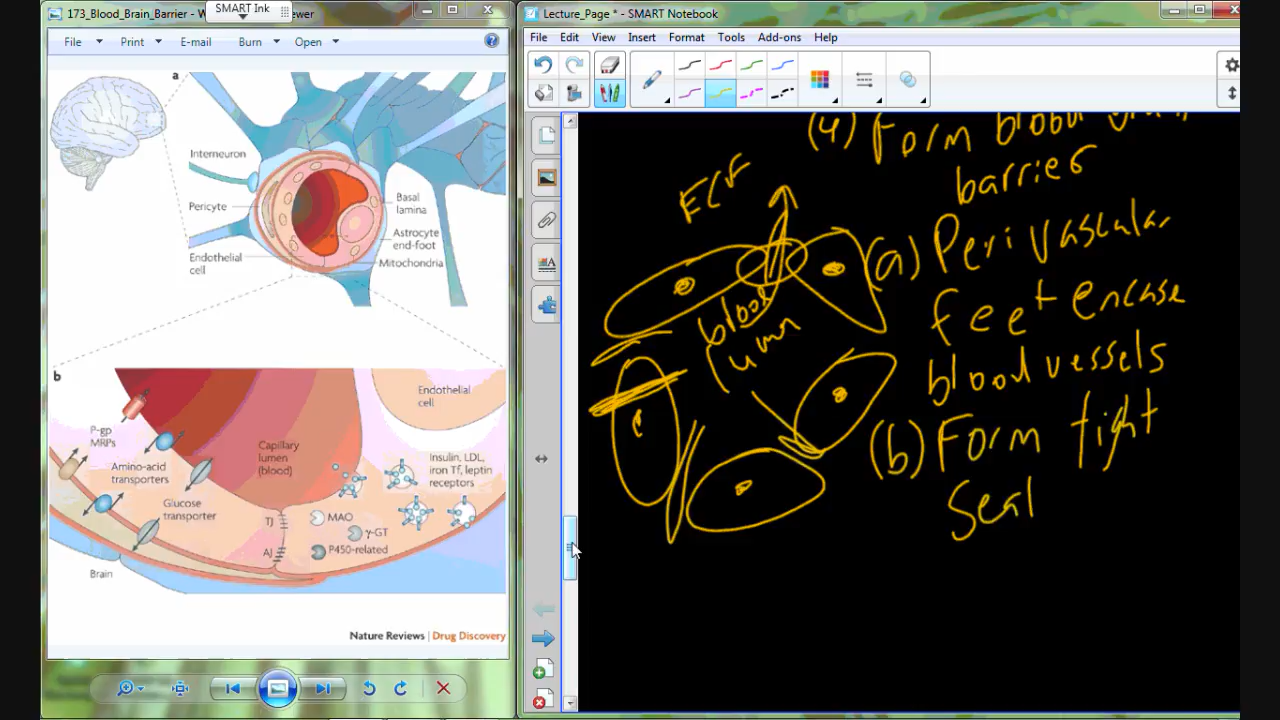 173_Blood_Brain_Barrier - W
SMART Ink
ewer
File Print E-mail Burn Open
a
Interneuron
Pericyte
Endothelial
cell
Basal
lamina
Astrocyte
end-foot
Mitochondria
b
Endothelial
cell
P-gp
MRPs
Amino-acid
transporters
Glucose
transporter
Capillary
lumen
(blood)
Insulin, LDL,
iron Tf, leptin
receptors
TJ
AJ
MAO
γ-GT
P450-related
Brain
Nature Reviews | Drug Discovery
Lecture_Page * - SMART Notebook
File Edit View Insert Format Tools Add-ons Help
(4) Form blood
barrier
ECF
blood
lumn
(a) Perivascular
feet encase
blood vessels
(b) Form tight
seal